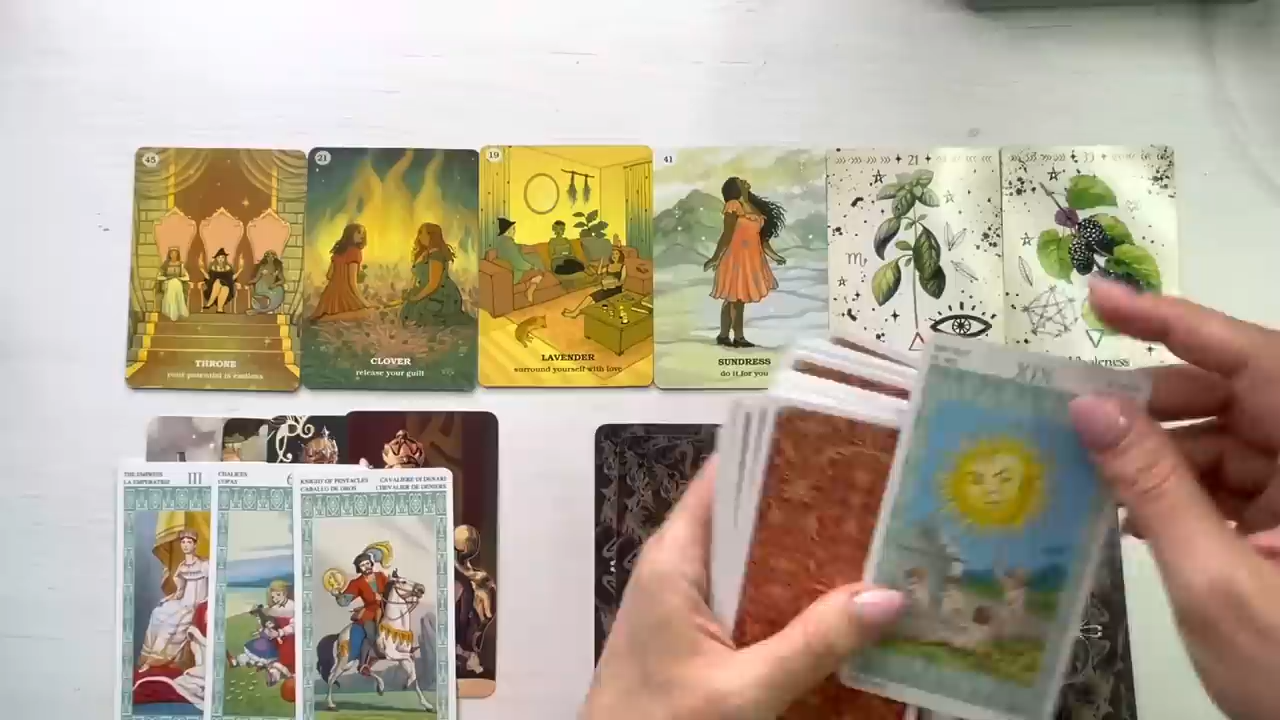 45
THRONE
your potential is endless
21
CLOVER
release your guilt
19
LAVENDER
surround yourself with love
41
SUNDRESS
do it for you
21
33
THE EMPRESS
LA EMPERATRIZ
III
CHALICES
COPAS
6
KNIGHT OF PENTACLES
CABALLO DE OROS
CAVALIERE DI DENARI
CHEVALIER DE DENIERS